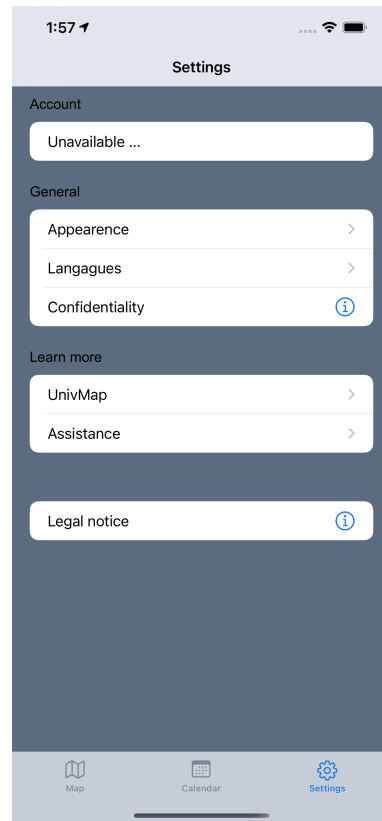 1:57
Settings
Account
Unavailable ...
General
Appearence
Langagues
Confidentiality
Learn more
UnivMap
Assistance
Legal notice
Map
Calendar
Settings